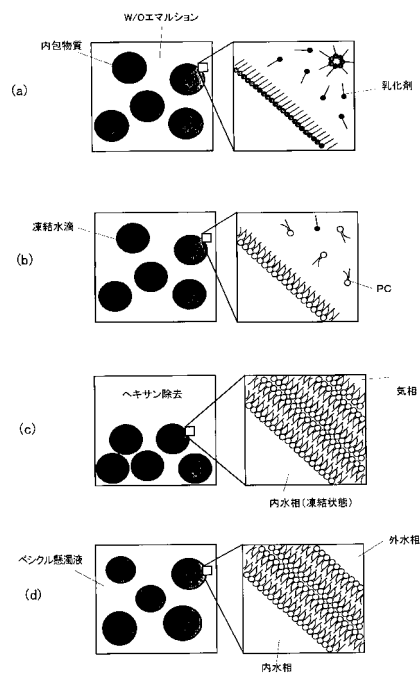 W/Oエマルション
内包物質
(a)
乳化剤
凍結水滴
(b)
PC
ヘキサン除去
気相
(c)
内水相(凍結状態)
ベシクル懸濁液
外水相
(d)
内水相